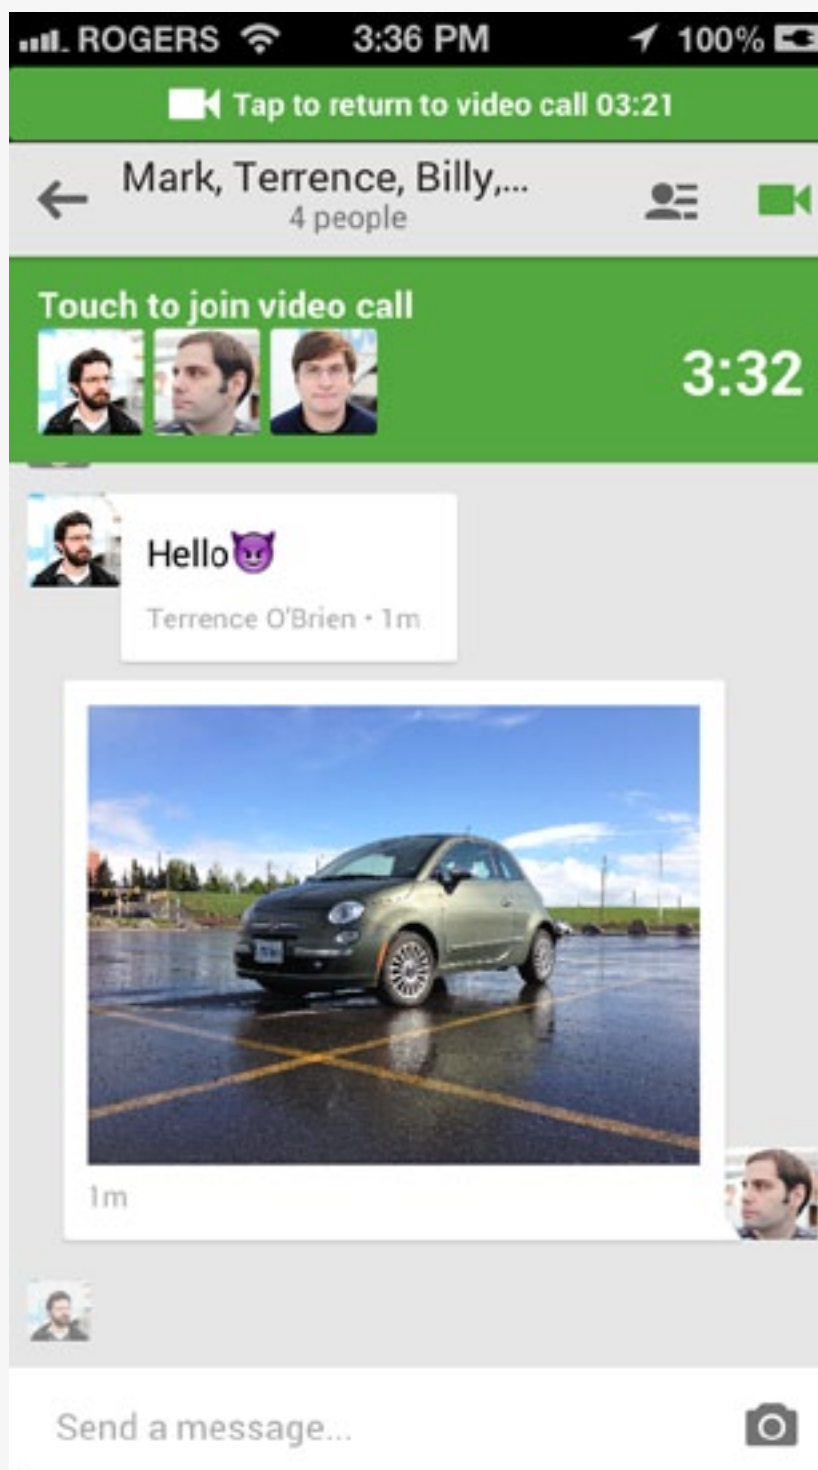 ROGERS 3:36 PM 100%
Tap to return to video call 03:21
Mark, Terrence, Billy,...
4 people
Touch to join video call
3:32
Hello😈
Terrence O'Brien • 1m
1m
Send a message...